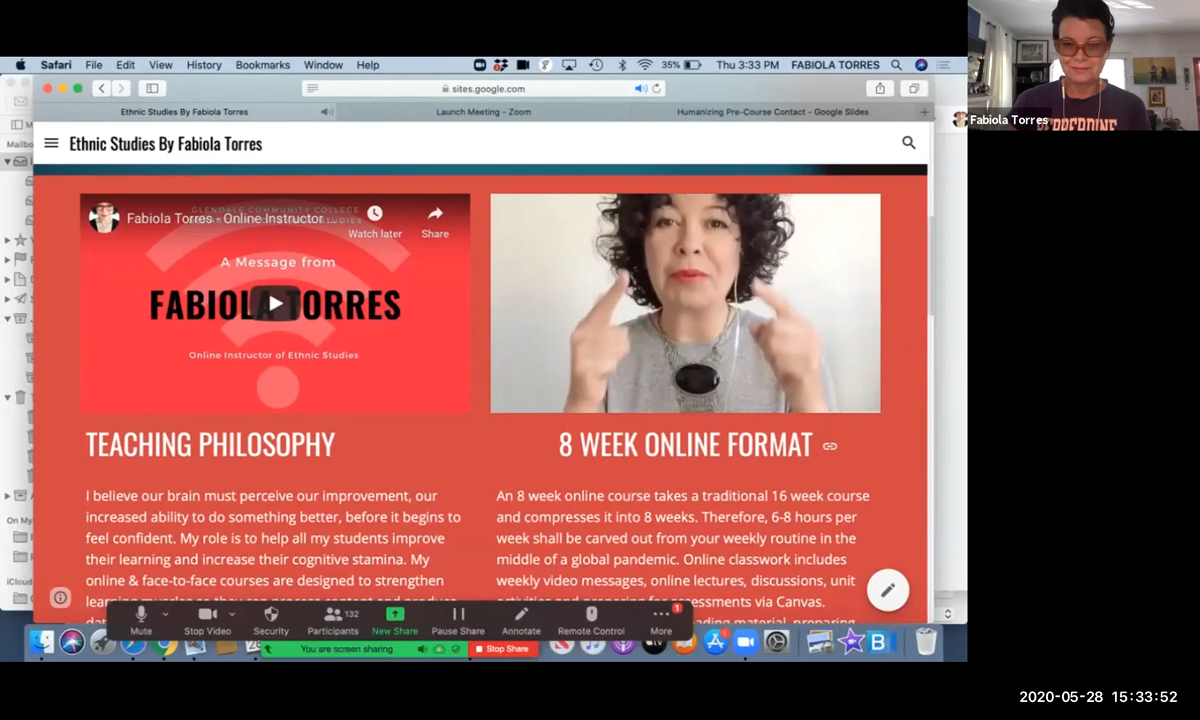 Safari File Edit View History Bookmarks Window Help 35% Thu 3:33 PM FABIOLA TORRES
sites.google.com
Ethnic Studies By Fabiola Torres Launch Meeting - Zoom Humanizing Pre-Course Contact – Google Slides
Fabiola Torres
Ethnic Studies By Fabiola Torres
Mailbo
GLENDALE COMMUNITY COLLEGE
Fabiola Torres - Online Instructor ...
Watch later Share
A Message from
FABIOLA TORRES
Online Instructor of Ethnic Studies
TEACHING PHILOSOPHY
I believe our brain must perceive our improvement, our
increased ability to do something better, before it begins to
feel confident. My role is to help all my students improve
their learning and increase their cognitive stamina. My
online & face-to-face courses are designed to strengthen
8 WEEK ONLINE FORMAT
An 8 week online course takes a traditional 16 week course
and compresses it into 8 weeks. Therefore, 6-8 hours per
week shall be carved out from your weekly routine in the
middle of a global pandemic. Online classwork includes
weekly video messages, online lectures, discussions, unit
On My
iCloud
132
1
Mute Stop Video Security Participants New Share Pause Share Annotate Remote Control More
You are screen sharing Stop Share
2020-05-28 15:33:52